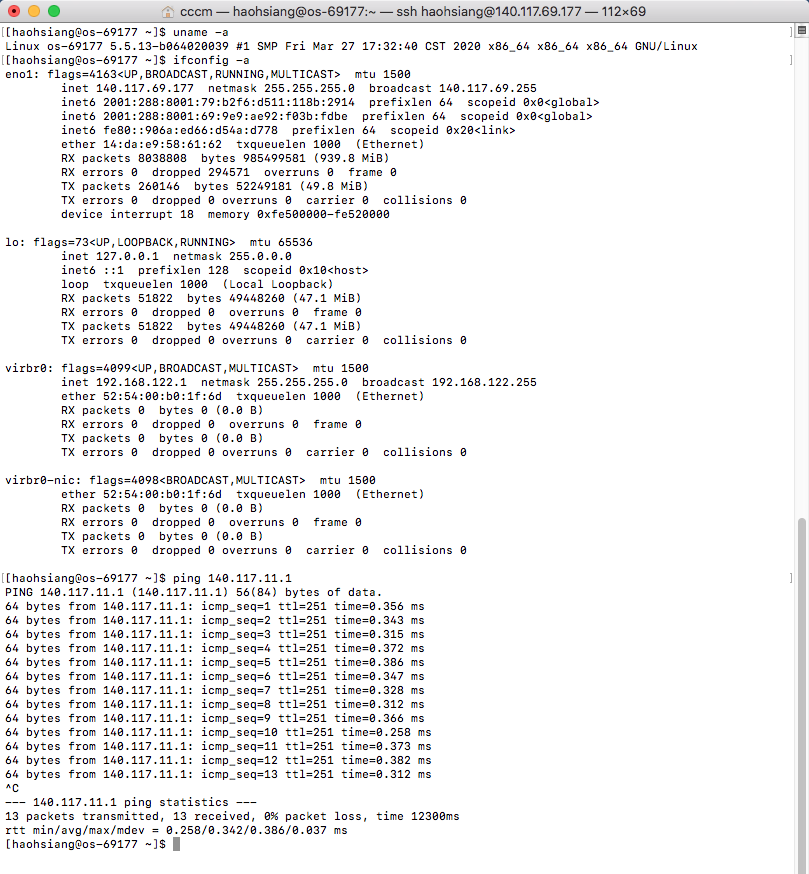 cccm — haohsiang@os-69177:~ — ssh haohsiang@140.117.69.177 — 112×69
[[haohsiang@os-69177 ~]$ uname -a ]
Linux os-69177 5.5.13-b064020039 #1 SMP Fri Mar 27 17:32:40 CST 2020 x86_64 x86_64 x86_64 GNU/Linux
[[haohsiang@os-69177 ~]$ ifconfig -a ]
eno1: flags=4163<UP,BROADCAST,RUNNING,MULTICAST>  mtu 1500
        inet 140.117.69.177  netmask 255.255.255.0  broadcast 140.117.69.255
        inet6 2001:288:8001:79:b2f6:d511:118b:2914  prefixlen 64  scopeid 0x0<global>
        inet6 2001:288:8001:69:9e9:ae92:f03b:fdbe  prefixlen 64  scopeid 0x0<global>
        inet6 fe80::906a:ed66:d54a:d778  prefixlen 64  scopeid 0x20<link>
        ether 14:da:e9:58:61:62  txqueuelen 1000  (Ethernet)
        RX packets 8038808  bytes 985499581 (939.8 MiB)
        RX errors 0  dropped 294571  overruns 0  frame 0
        TX packets 260146  bytes 52249181 (49.8 MiB)
        TX errors 0  dropped 0 overruns 0  carrier 0  collisions 0
        device interrupt 18  memory 0xfe500000-fe520000

lo: flags=73<UP,LOOPBACK,RUNNING>  mtu 65536
        inet 127.0.0.1  netmask 255.0.0.0
        inet6 ::1  prefixlen 128  scopeid 0x10<host>
        loop  txqueuelen 1000  (Local Loopback)
        RX packets 51822  bytes 49448260 (47.1 MiB)
        RX errors 0  dropped 0  overruns 0  frame 0
        TX packets 51822  bytes 49448260 (47.1 MiB)
        TX errors 0  dropped 0 overruns 0  carrier 0  collisions 0

virbr0: flags=4099<UP,BROADCAST,MULTICAST>  mtu 1500
        inet 192.168.122.1  netmask 255.255.255.0  broadcast 192.168.122.255
        ether 52:54:00:b0:1f:6d  txqueuelen 1000  (Ethernet)
        RX packets 0  bytes 0 (0.0 B)
        RX errors 0  dropped 0  overruns 0  frame 0
        TX packets 0  bytes 0 (0.0 B)
        TX errors 0  dropped 0 overruns 0  carrier 0  collisions 0

virbr0-nic: flags=4098<BROADCAST,MULTICAST>  mtu 1500
        ether 52:54:00:b0:1f:6d  txqueuelen 1000  (Ethernet)
        RX packets 0  bytes 0 (0.0 B)
        RX errors 0  dropped 0  overruns 0  frame 0
        TX packets 0  bytes 0 (0.0 B)
        TX errors 0  dropped 0 overruns 0  carrier 0  collisions 0

[[haohsiang@os-69177 ~]$ ping 140.117.11.1 ]
PING 140.117.11.1 (140.117.11.1) 56(84) bytes of data.
64 bytes from 140.117.11.1: icmp_seq=1 ttl=251 time=0.356 ms
64 bytes from 140.117.11.1: icmp_seq=2 ttl=251 time=0.343 ms
64 bytes from 140.117.11.1: icmp_seq=3 ttl=251 time=0.315 ms
64 bytes from 140.117.11.1: icmp_seq=4 ttl=251 time=0.372 ms
64 bytes from 140.117.11.1: icmp_seq=5 ttl=251 time=0.386 ms
64 bytes from 140.117.11.1: icmp_seq=6 ttl=251 time=0.347 ms
64 bytes from 140.117.11.1: icmp_seq=7 ttl=251 time=0.328 ms
64 bytes from 140.117.11.1: icmp_seq=8 ttl=251 time=0.312 ms
64 bytes from 140.117.11.1: icmp_seq=9 ttl=251 time=0.366 ms
64 bytes from 140.117.11.1: icmp_seq=10 ttl=251 time=0.258 ms
64 bytes from 140.117.11.1: icmp_seq=11 ttl=251 time=0.373 ms
64 bytes from 140.117.11.1: icmp_seq=12 ttl=251 time=0.382 ms
64 bytes from 140.117.11.1: icmp_seq=13 ttl=251 time=0.312 ms
^C
--- 140.117.11.1 ping statistics ---
13 packets transmitted, 13 received, 0% packet loss, time 12300ms
rtt min/avg/max/mdev = 0.258/0.342/0.386/0.037 ms
[haohsiang@os-69177 ~]$